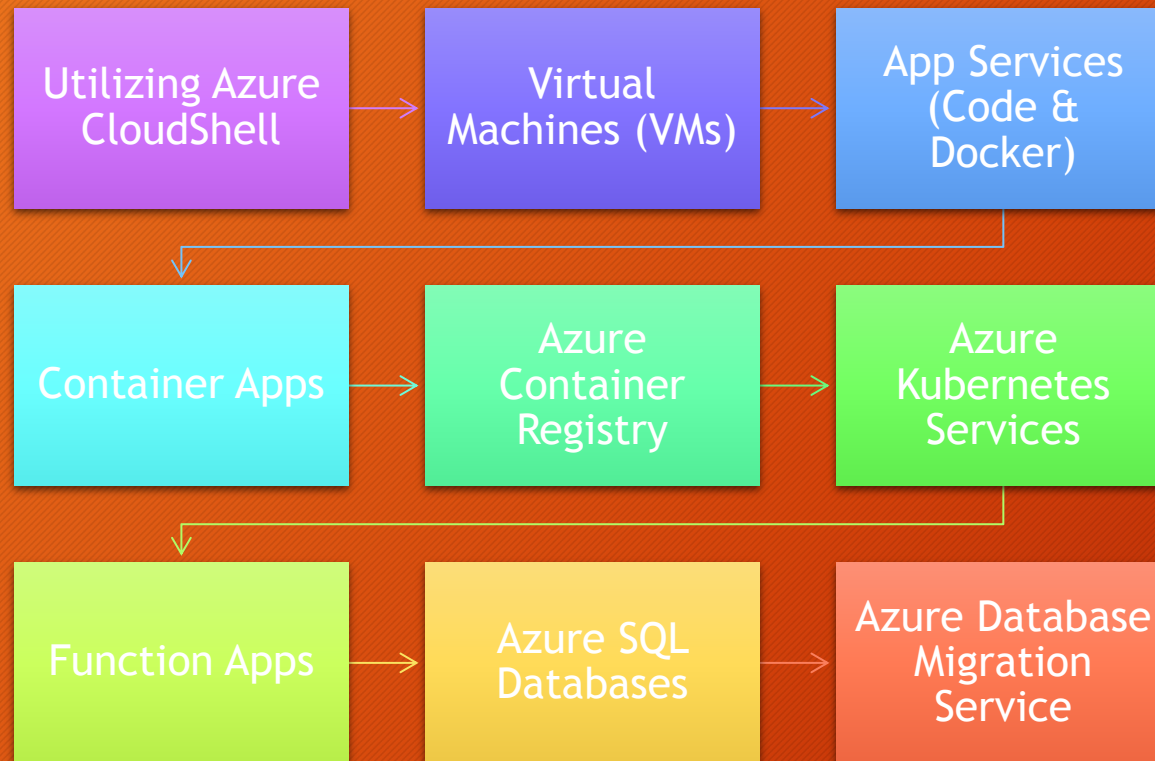 Utilizing Azure
CloudShell
Virtual
Machines (VMs)
App Services
(Code &
Docker)
Container Apps
Azure
Container
Registry
Azure
Kubernetes
Services
Function Apps
Azure SQL
Databases
Azure Database
Migration
Service